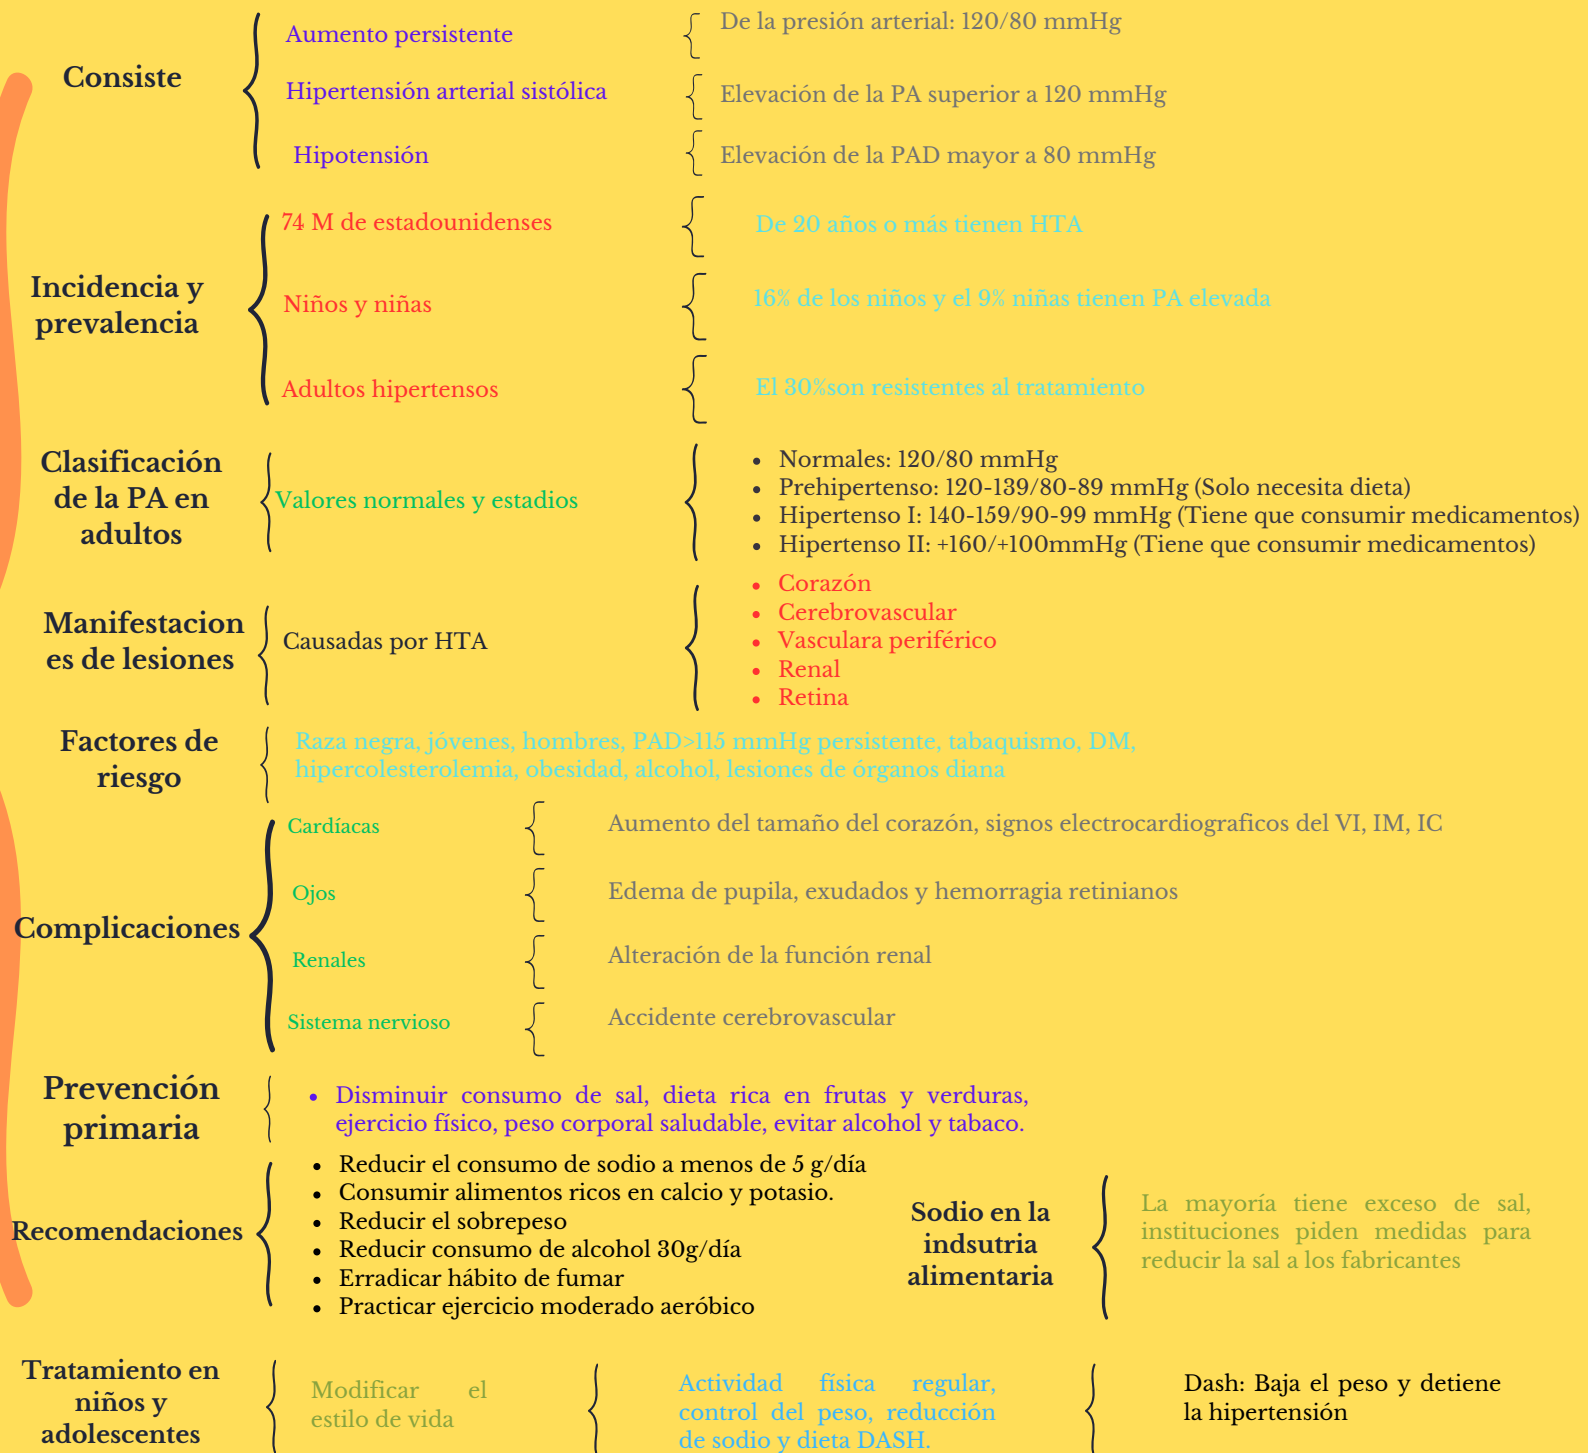 Consiste
Aumento persistente
De la presión arterial: 120/80 mmHg
Hipertensión arterial sistólica
Elevación de la PA superior a 120 mmHg
Hipotensión
Elevación de la PAD mayor a 80 mmHg
Incidencia y
prevalencia
74 M de estadounidenses
De 20 años o más tienen HTA
Niños y niñas
16% de los niños y el 9% niñas tienen PA elevada
Adultos hipertensos
El 30%son resistentes al tratamiento
Clasificación
de la PA en
adultos
Valores normales y estadios
• Normales: 120/80 mmHg
• Prehipertenso: 120-139/80-89 mmHg (Solo necesita dieta)
• Hipertenso I: 140-159/90-99 mmHg (Tiene que consumir medicamentos)
• Hipertenso II: +160/+100mmHg (Tiene que consumir medicamentos)
Manifestacion
es de lesiones
Causadas por HTA
• Corazón
• Cerebrovascular
• Vasculara periférico
• Renal
• Retina
Factores de
riesgo
Raza negra, jóvenes, hombres, PAD>115 mmHg persistente, tabaquismo, DM,
hipercolesterolemia, obesidad, alcohol, lesiones de órganos diana
Complicaciones
Cardíacas
Aumento del tamaño del corazón, signos electrocardiograficos del VI, IM, IC
Ojos
Edema de pupila, exudados y hemorragia retinianos
Renales
Alteración de la función renal
Sistema nervioso
Accidente cerebrovascular
Prevención
primaria
• Disminuir consumo de sal, dieta rica en frutas y verduras,
ejercicio físico, peso corporal saludable, evitar alcohol y tabaco.
Recomendaciones
• Reducir el consumo de sodio a menos de 5 g/día
• Consumir alimentos ricos en calcio y potasio.
• Reducir el sobrepeso
• Reducir consumo de alcohol 30g/día
• Erradicar hábito de fumar
• Practicar ejercicio moderado aeróbico
Sodio en la
indsutria
alimentaria
La mayoría tiene exceso de sal,
instituciones piden medidas para
reducir la sal a los fabricantes
Tratamiento en
niños y
adolescentes
Modificar el
estilo de vida
Actividad física regular,
control del peso, reducción
de sodio y dieta DASH.
Dash: Baja el peso y detiene
la hipertensión